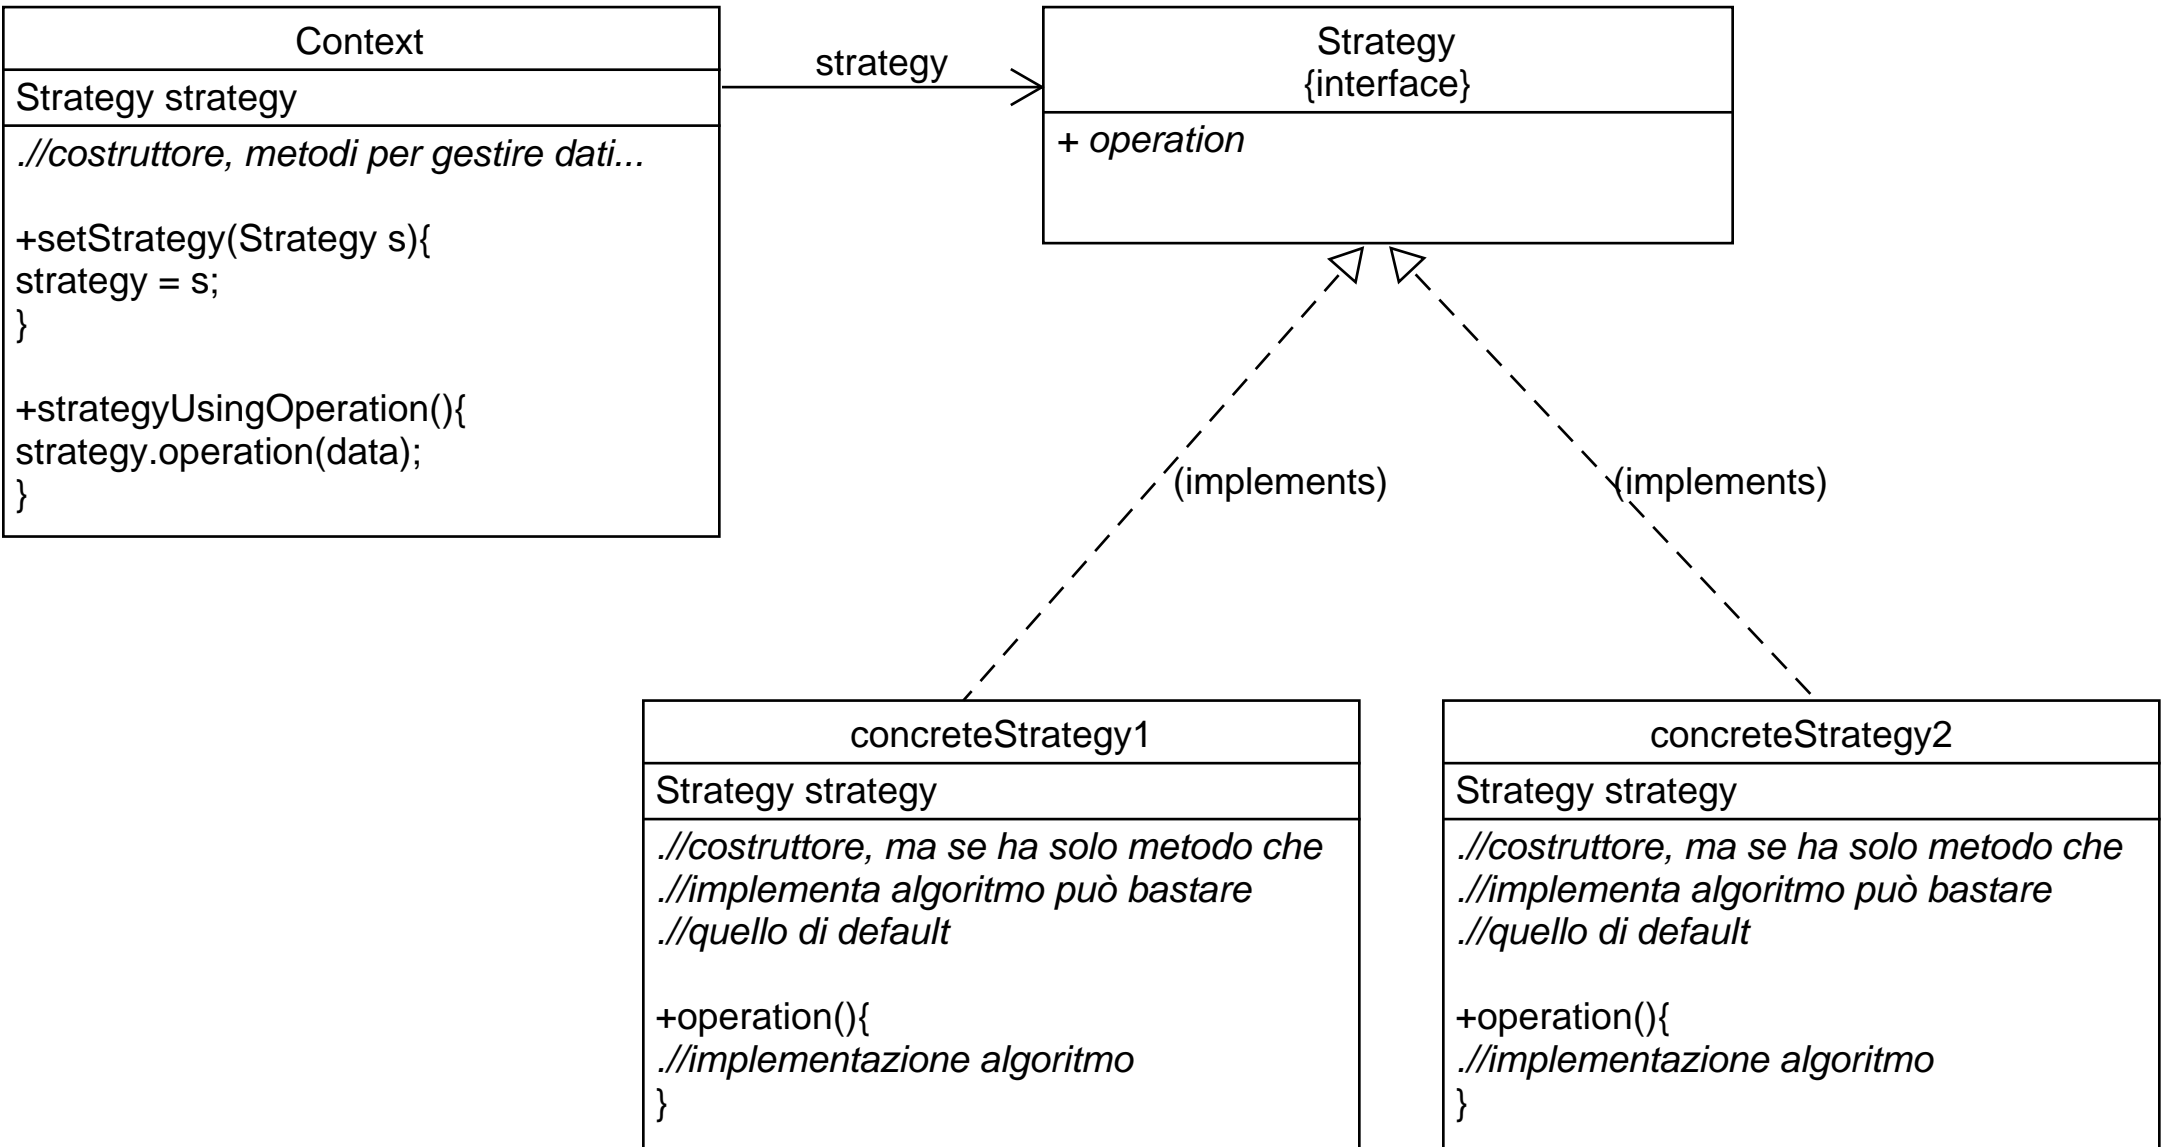 Context
Strategy strategy
.//costruttore, metodi per gestire dati...
+setStrategy(Strategy s){
strategy = s;
}
+strategyUsingOperation(){
strategy.operation(data);
}
strategy
Strategy
{interface}
+ operation
(implements)
(implements)
concreteStrategy1
Strategy strategy
.//costruttore, ma se ha solo metodo che
.//implementa algoritmo può bastare
.//quello di default
+operation(){
.//implementazione algoritmo
}
concreteStrategy2
Strategy strategy
.//costruttore, ma se ha solo metodo che
.//implementa algoritmo può bastare
.//quello di default
+operation(){
.//implementazione algoritmo
}